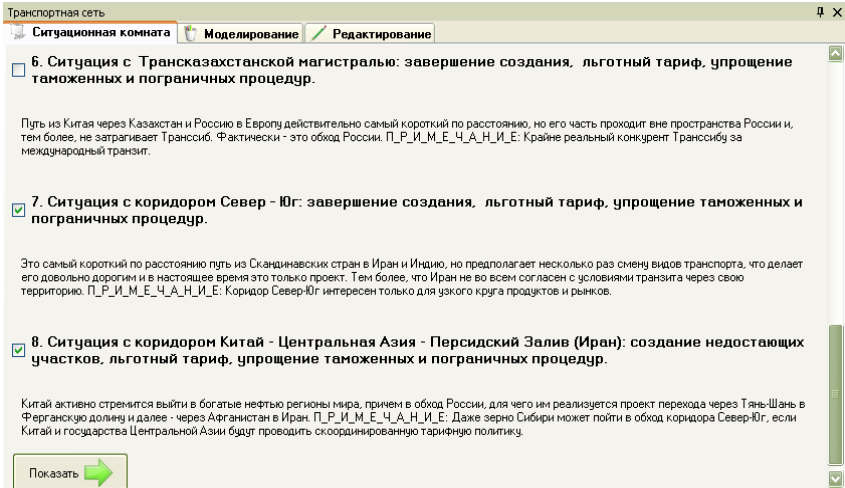 Транспортная сеть
Ситуационная комната Моделирование Редактирование
6. Ситуация с Трансказахстанской магистралью: завершение создания, льготный тариф, упрощение
таможенных и пограничных процедур.
Путь из Китая через Казахстан и Россию в Европу действительно самый короткий по расстоянию, но его часть проходит вне пространства России и,
тем более, не затрагивает Транссиб. Фактически - это обход России. П_Р_И_М_Е_Ч_А_Н_И_Е: Крайне реальный конкурент Транссибу за
международный транзит.
7. Ситуация с коридором Север - Юг: завершение создания, льготный тариф, упрощение таможенных и
пограничных процедур.
Это самый короткий по расстоянию путь из Скандинавских стран в Иран и Индию, но предполагает несколько раз смену видов транспорта, что делает
его довольно дорогим и в настоящее время это только проект. Тем более, что Иран не во всем согласен с условиями транзита через свою
территорию. П_Р_И_М_Е_Ч_А_Н_И_Е: Коридор Север-Юг интересен только для узкого круга продуктов и рынков.
8. Ситуация с коридором Китай - Центральная Азия - Персидский Залив (Иран): создание недостающих
участков, льготный тариф, упрощение таможенных и пограничных процедур.
Китай активно стремится выйти в богатые нефтью регионы мира, причем в обход России, для чего им реализуется проект перехода через Тянь-Шань в
Ферганскую долину и далее - через Афганистан в Иран. П_Р_И_М_Е_Ч_А_Н_И_Е: Даже зерно Сибири может пойти в обход коридора Север-Юг, если
Китай и государства Центральной Азии будут проводить скоординированную тарифную политику.
Показать